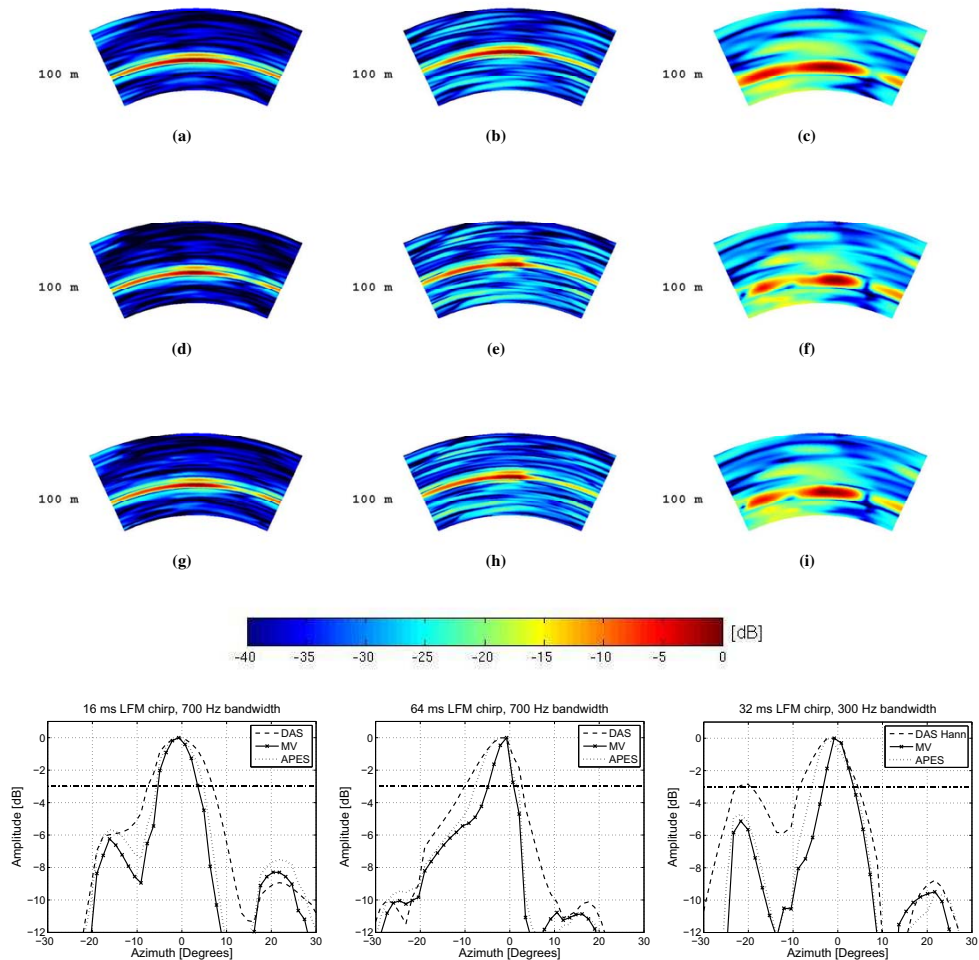 100 m
(a)
(b)
(c)
100 m
100 m
(d)
(e)
(f)
100 m
100 m
100 m
(g)
(h)
(i)
100 m
100 m
100 m
-40 -35 -30 -25 -20 -15 -10 -5 0 [dB]
16 ms LFM chirp, 700 Hz bandwidth
DAS
MV
APES
0
−2
−4
−6
−8
−10
−12
Amplitude [dB]
−30 −20 −10 0 10 20 30
Azimuth [Degrees]
64 ms LFM chirp, 700 Hz bandwidth
DAS
MV
APES
0
−2
−4
−6
−8
−10
−12
Amplitude [dB]
−30 −20 −10 0 10 20 30
Azimuth [Degrees]
32 ms LFM chirp, 300 Hz bandwidth
DAS Hann
MV
APES
0
−2
−4
−6
−8
−10
−12
Amplitude [dB]
−30 −20 −10 0 10 20 30
Azimuth [Degrees]